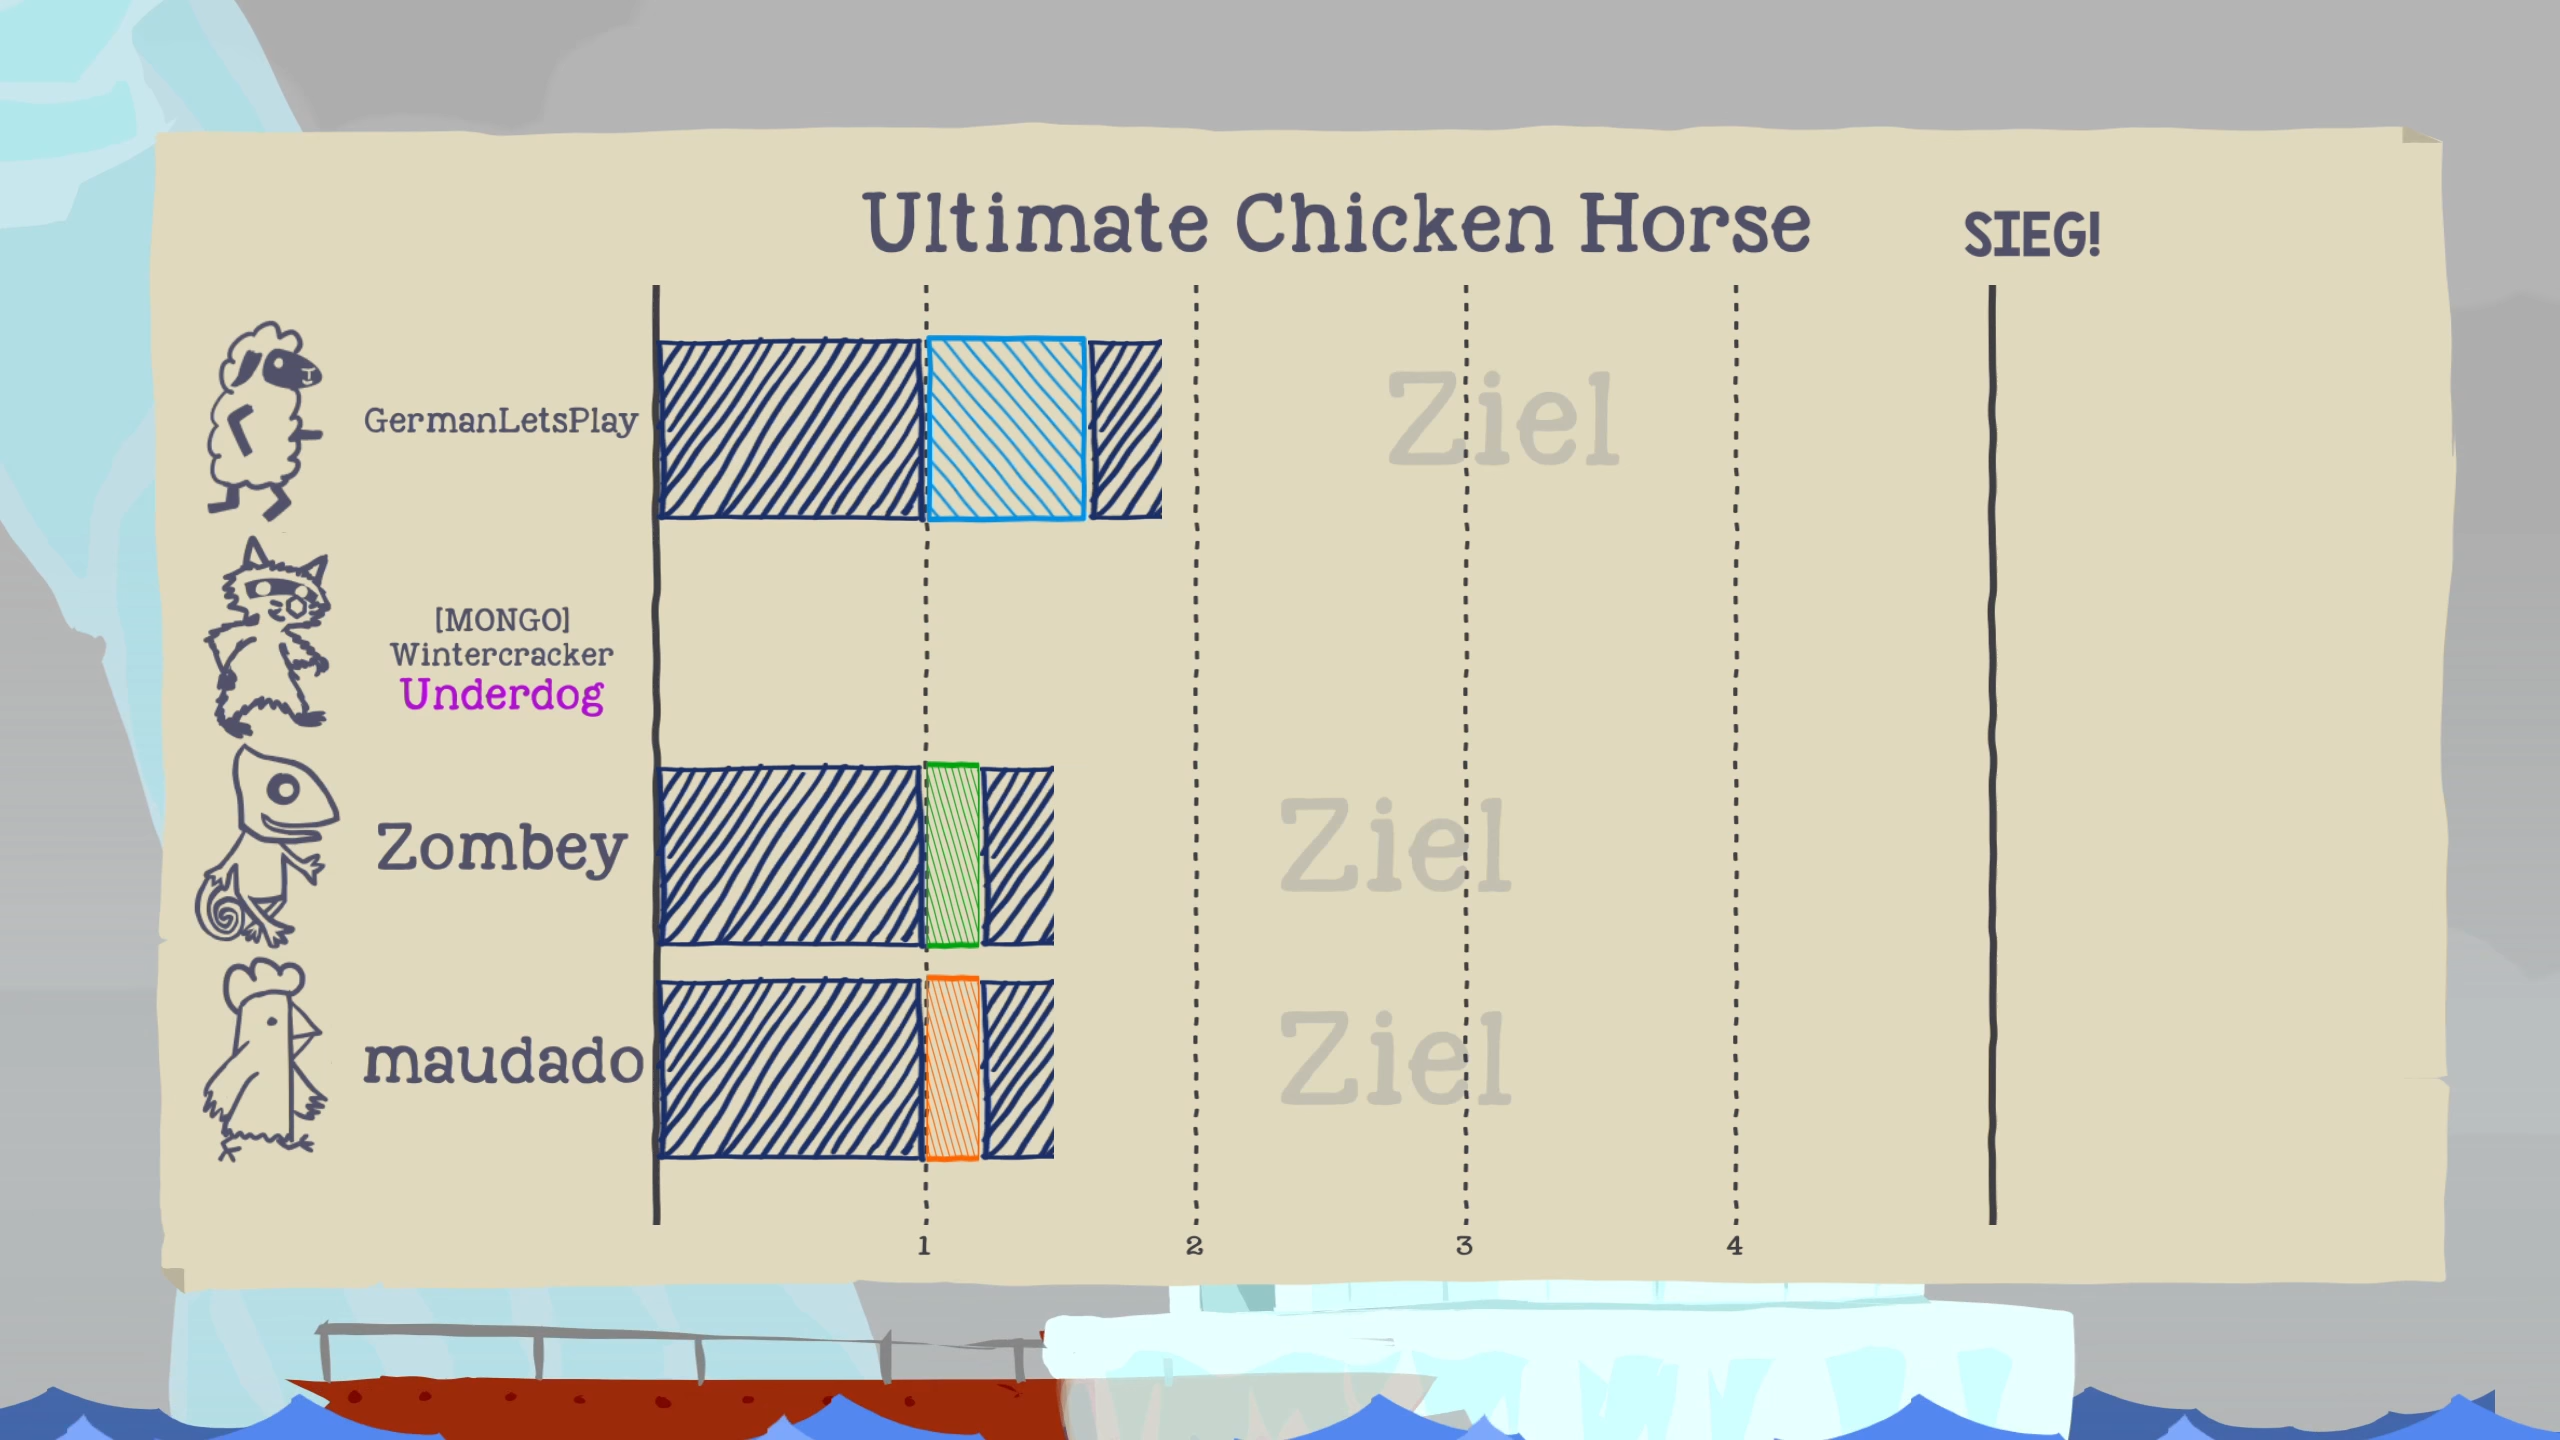 Ultimate Chicken Horse
SIEG!
GermanLetsPlay
Ziel
[MONGO]
Wintercracker
Underdog
Zombey
Ziel
maudado
Ziel
1 2 3 4